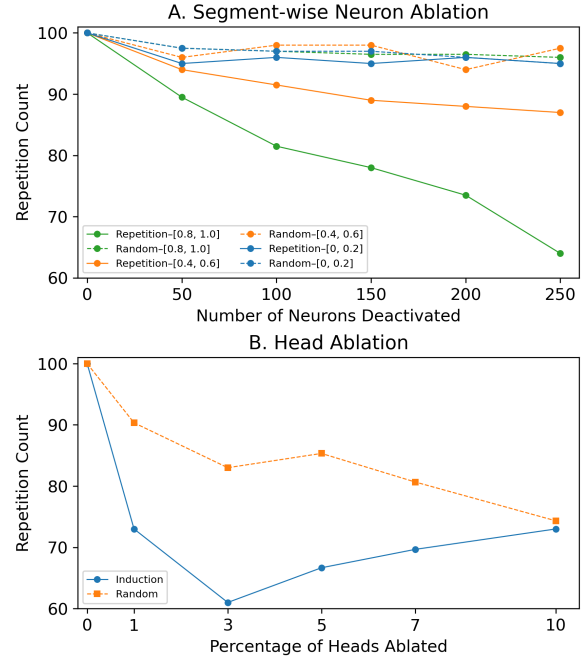 A. Segment-wise Neuron Ablation
100
90
80
70
60
Repetition Count
Repetition–[0.8, 1.0]
Random–[0.8, 1.0]
Repetition–[0.4, 0.6]
Random–[0.4, 0.6]
Repetition–[0, 0.2]
Random–[0, 0.2]
0 50 100 150 200 250
Number of Neurons Deactivated
B. Head Ablation
100
90
80
70
60
Repetition Count
Induction
Random
0 1 3 5 7 10
Percentage of Heads Ablated